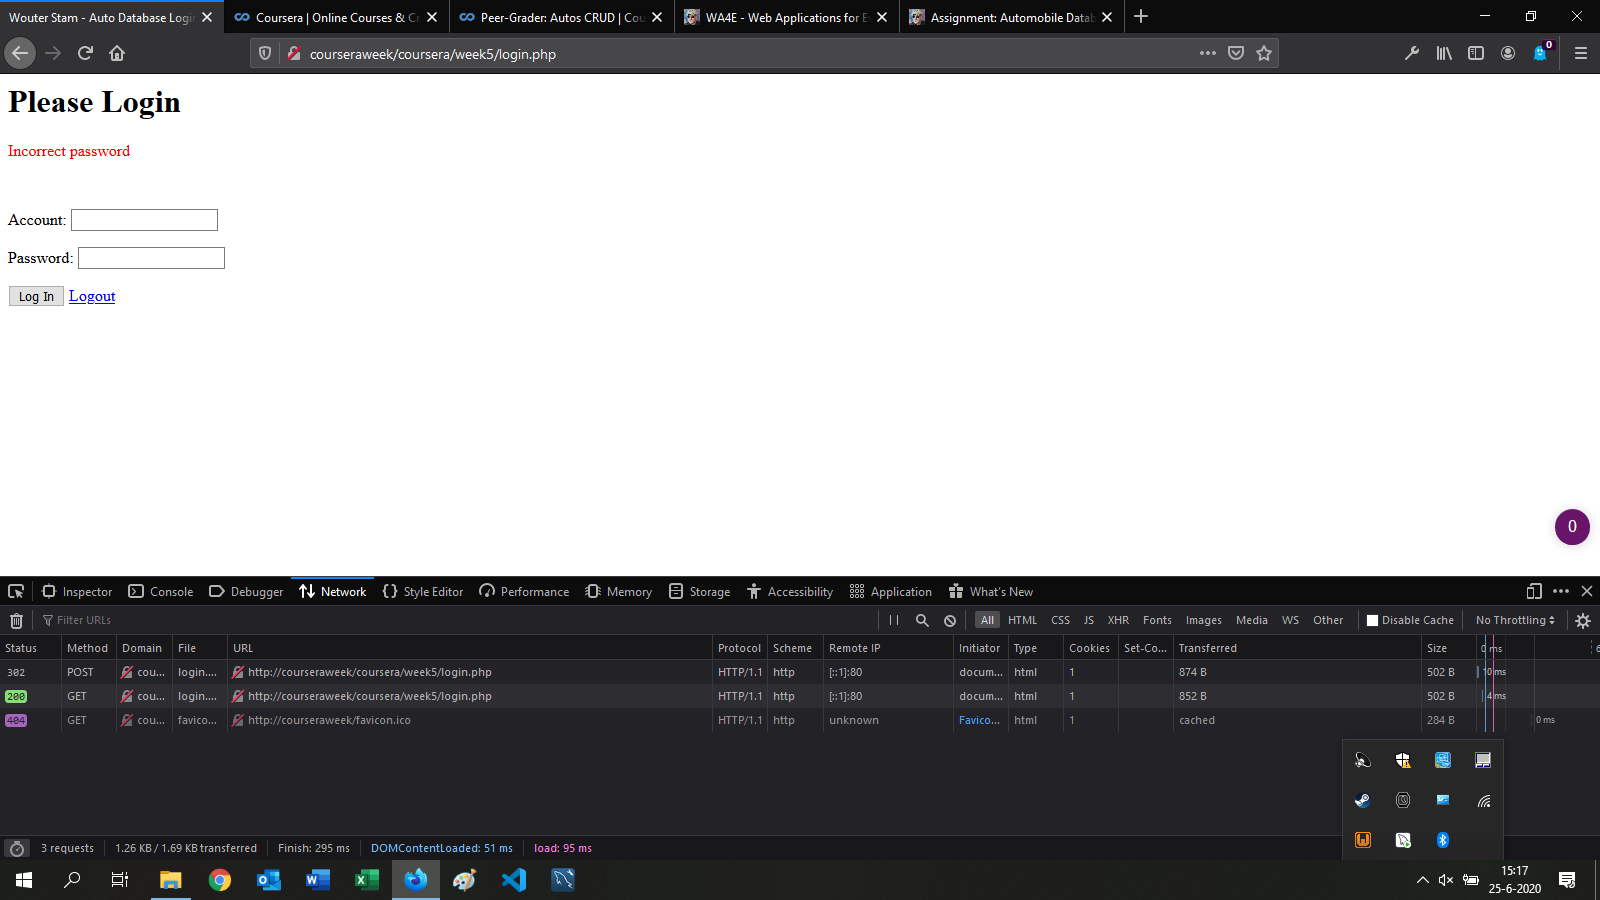 Wouter Stam - Auto Database Login
Coursera | Online Courses & Cr
Peer-Grader: Autos CRUD | Cou
WA4E - Web Applications for E
Assignment: Automobile Datab
courseraweek/coursera/week5/login.php
0
Please Login
Incorrect password
Account:
Password:
Log In Logout
0
Inspector Console Debugger Network Style Editor Performance Memory Storage Accessibility Application What's New
Filter URLs All HTML CSS JS XHR Fonts Images Media WS Other Disable Cache No Throttling
Status Method Domain File URL Protocol Scheme Remote IP Initiator Type Cookies Set-Co... Transferred Size 0 ms
302 POST cou... login.... http://courseraweek/coursera/week5/login.php HTTP/1.1 http [::1]:80 docum... html 1 874 B 502 B 10 ms
200 GET cou... login.... http://courseraweek/coursera/week5/login.php HTTP/1.1 http [::1]:80 docum... html 1 852 B 502 B 4 ms
404 GET cou... favico... http://courseraweek/favicon.ico HTTP/1.1 http unknown Favico... html 1 cached 284 B 0 ms
3 requests 1.26 KB / 1.69 KB transferred Finish: 295 ms DOMContentLoaded: 51 ms load: 95 ms
15:17
25-6-2020